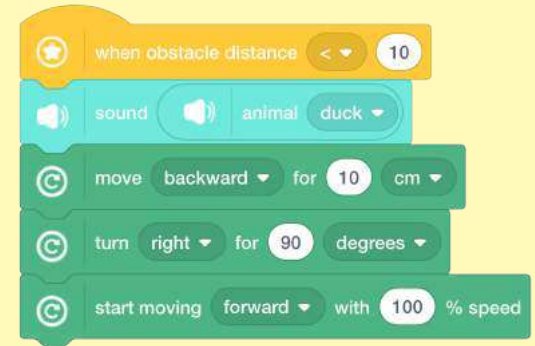 when obstacle distance < 10
sound animal duck
move backward for 10 cm
turn right for 90 degrees
start moving forward with 100 % speed